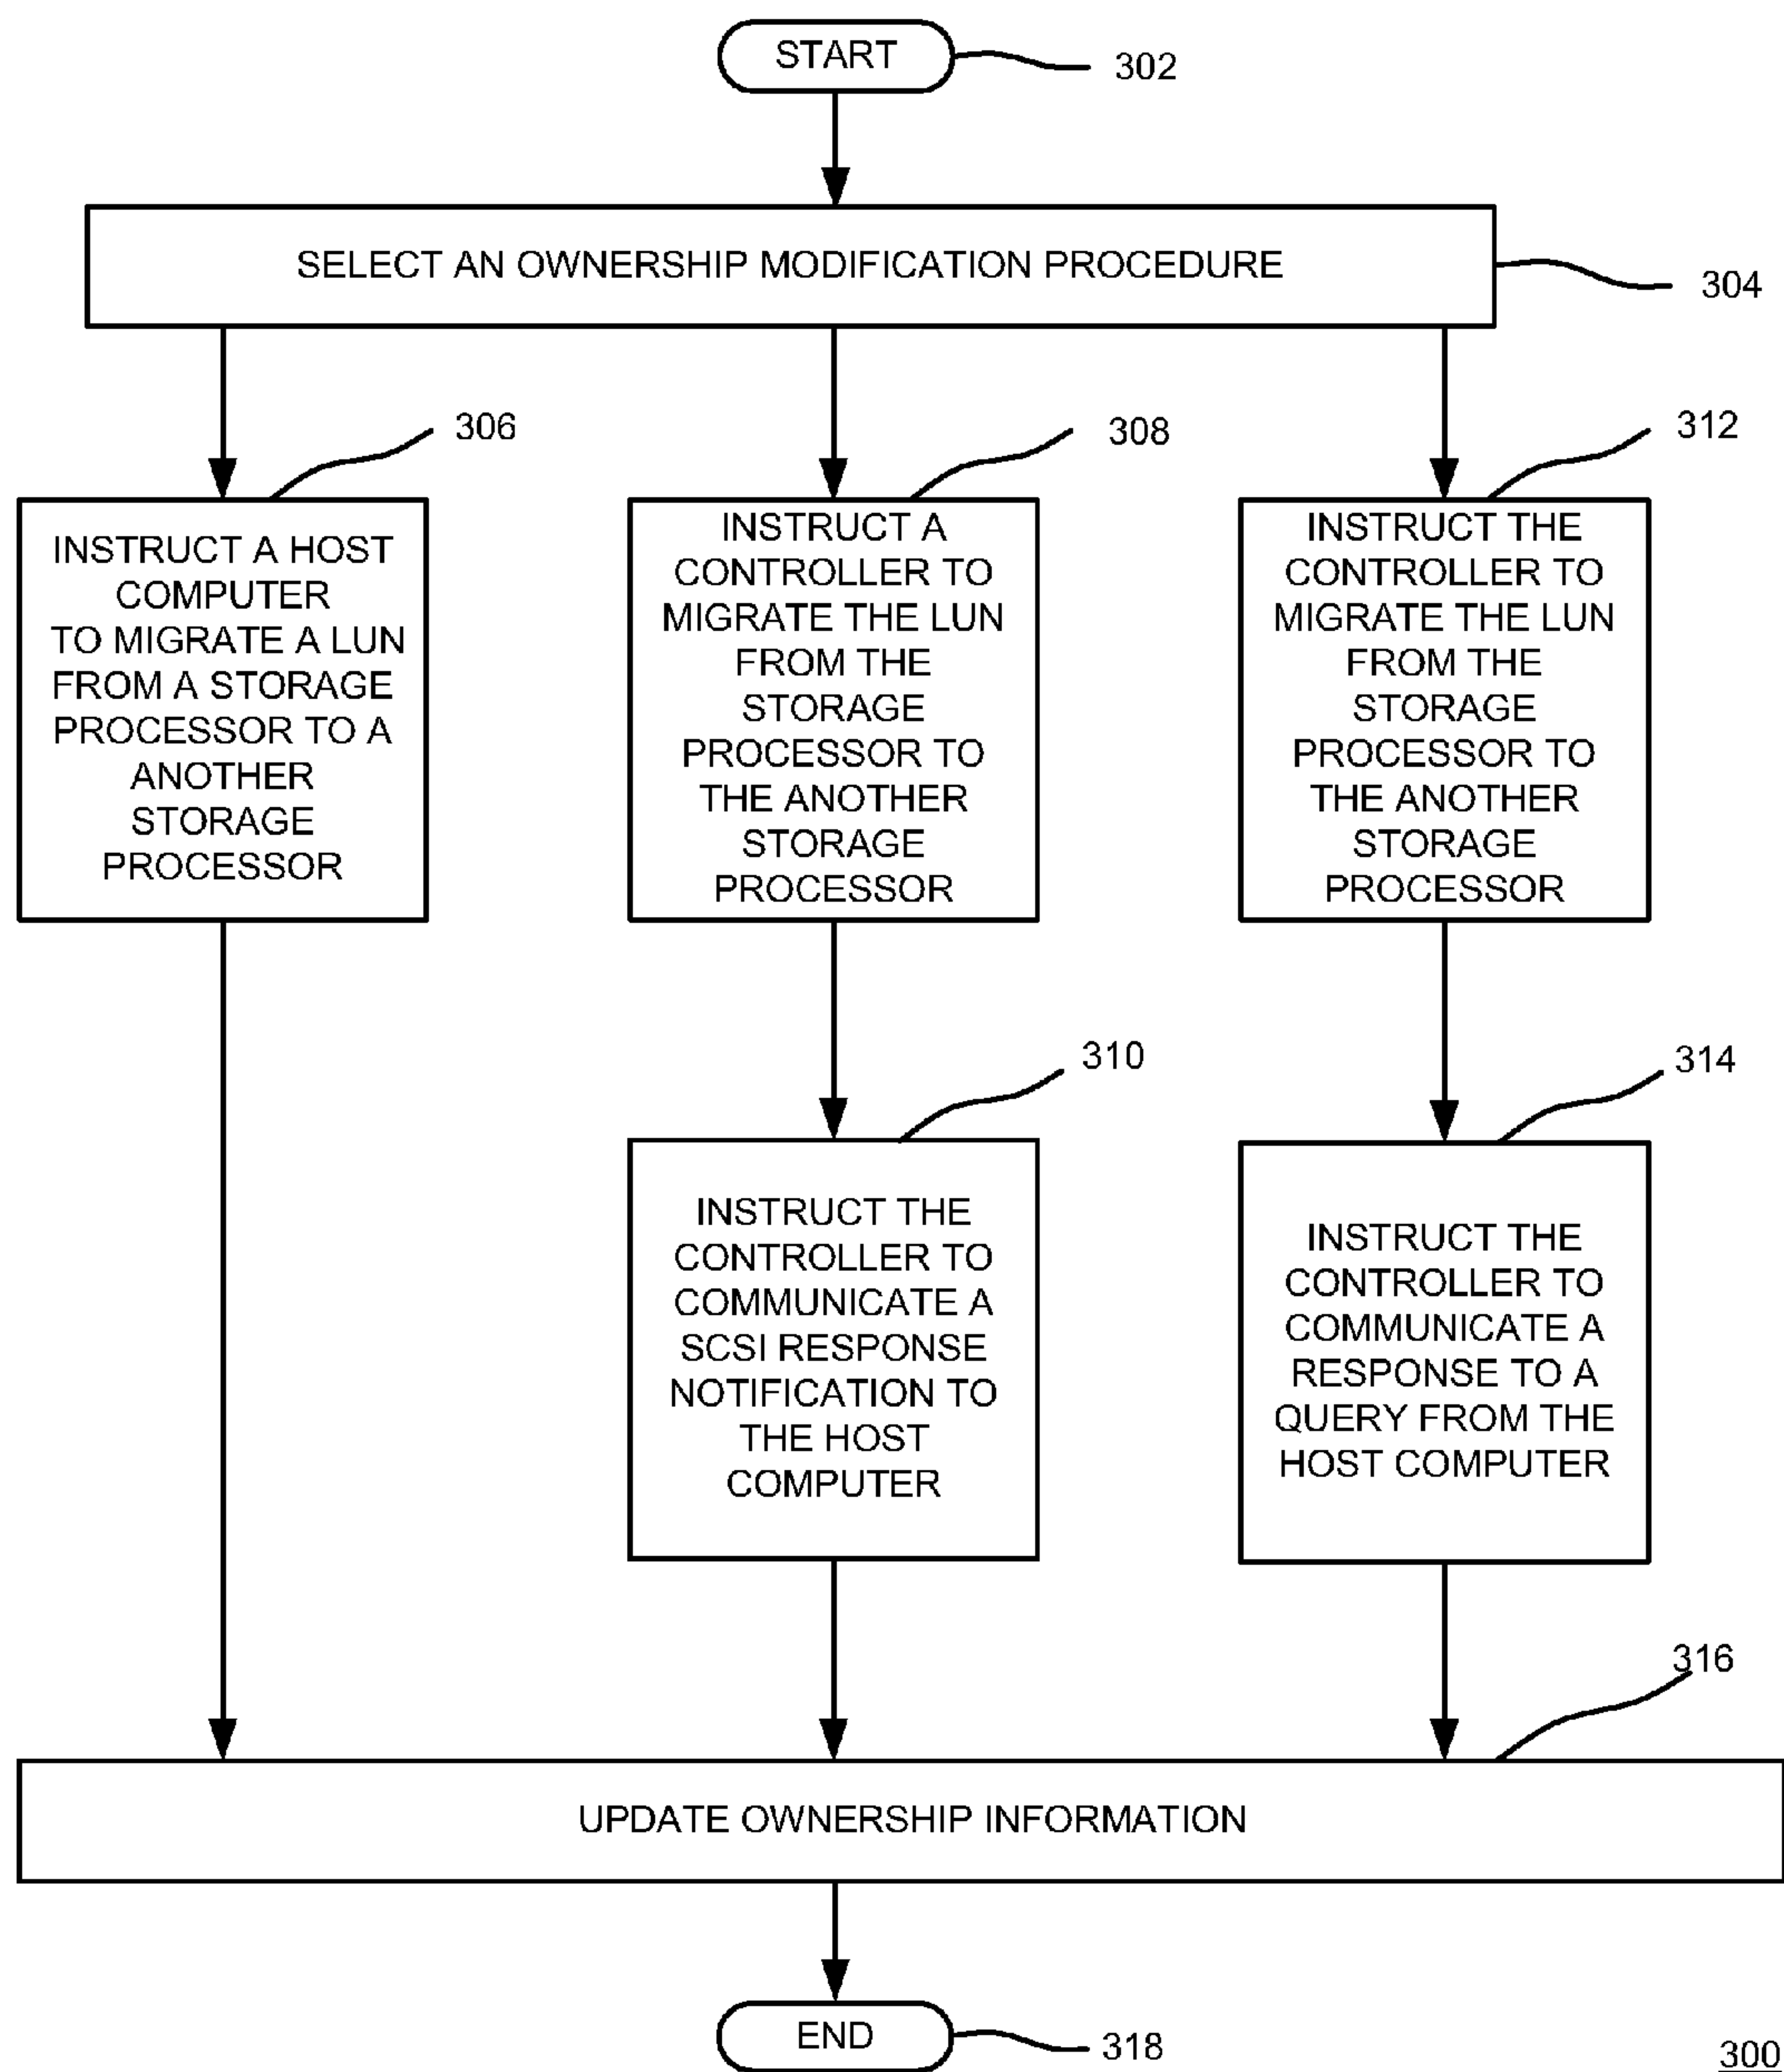 START
302
SELECT AN OWNERSHIP MODIFICATION PROCEDURE
304
306
INSTRUCT A HOST
COMPUTER
TO MIGRATE A LUN
FROM A STORAGE
PROCESSOR TO A
ANOTHER
STORAGE
PROCESSOR
308
INSTRUCT A
CONTROLLER TO
MIGRATE THE LUN
FROM THE
STORAGE
PROCESSOR TO
THE ANOTHER
STORAGE
PROCESSOR
312
INSTRUCT THE
CONTROLLER TO
MIGRATE THE LUN
FROM THE
STORAGE
PROCESSOR TO
THE ANOTHER
STORAGE
PROCESSOR
310
INSTRUCT THE
CONTROLLER TO
COMMUNICATE A
SCSI RESPONSE
NOTIFICATION TO
THE HOST
COMPUTER
314
INSTRUCT THE
CONTROLLER TO
COMMUNICATE A
RESPONSE TO A
QUERY FROM THE
HOST COMPUTER
316
UPDATE OWNERSHIP INFORMATION
END
318
300